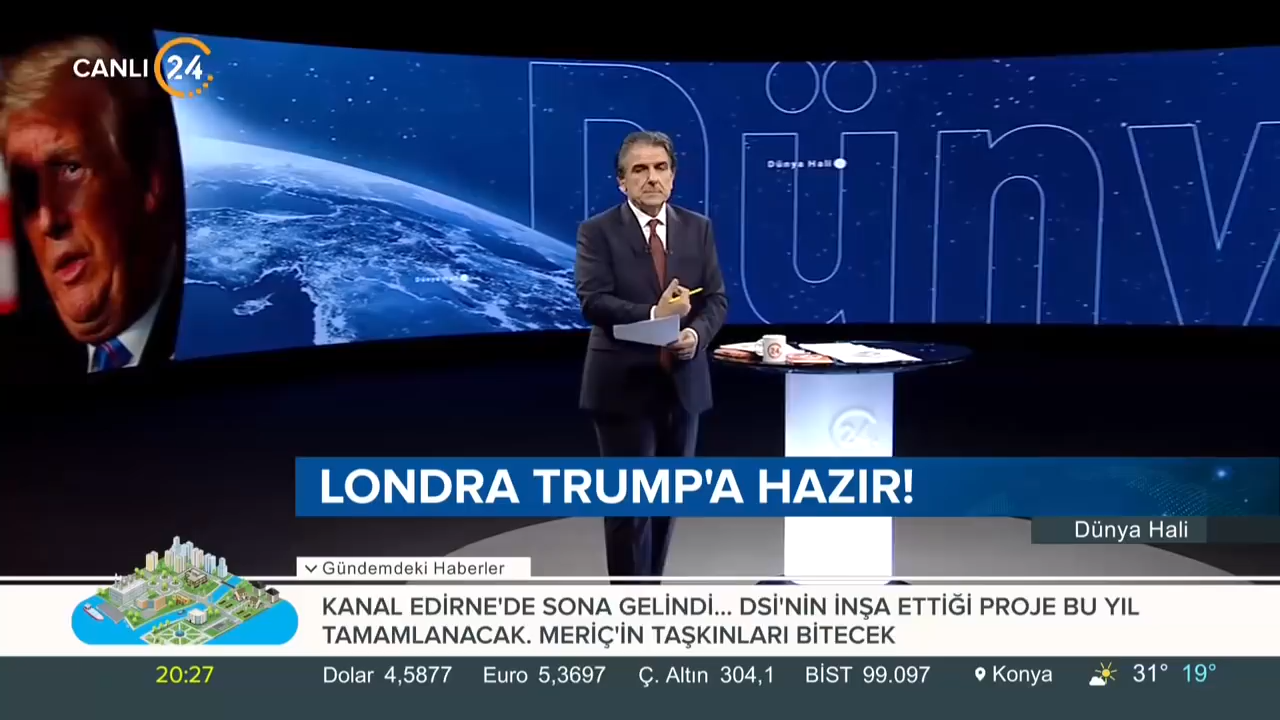 CANLI 24
Dünya Hali
Düny
Dünya Hali
24
24
LONDRA TRUMP'A HAZIR!
Dünya Hali
Gündemdeki Haberler
KANAL EDİRNE'DE SONA GELİNDİ... DSİ'NİN İNŞA ETTİĞİ PROJE BU YIL
TAMAMLANACAK. MERİÇ'İN TAŞKINLARI BİTECEK
20:27 Dolar 4,5877 Euro 5,3697 Ç. Altın 304,1 BİST 99.097 Konya 31° 19°